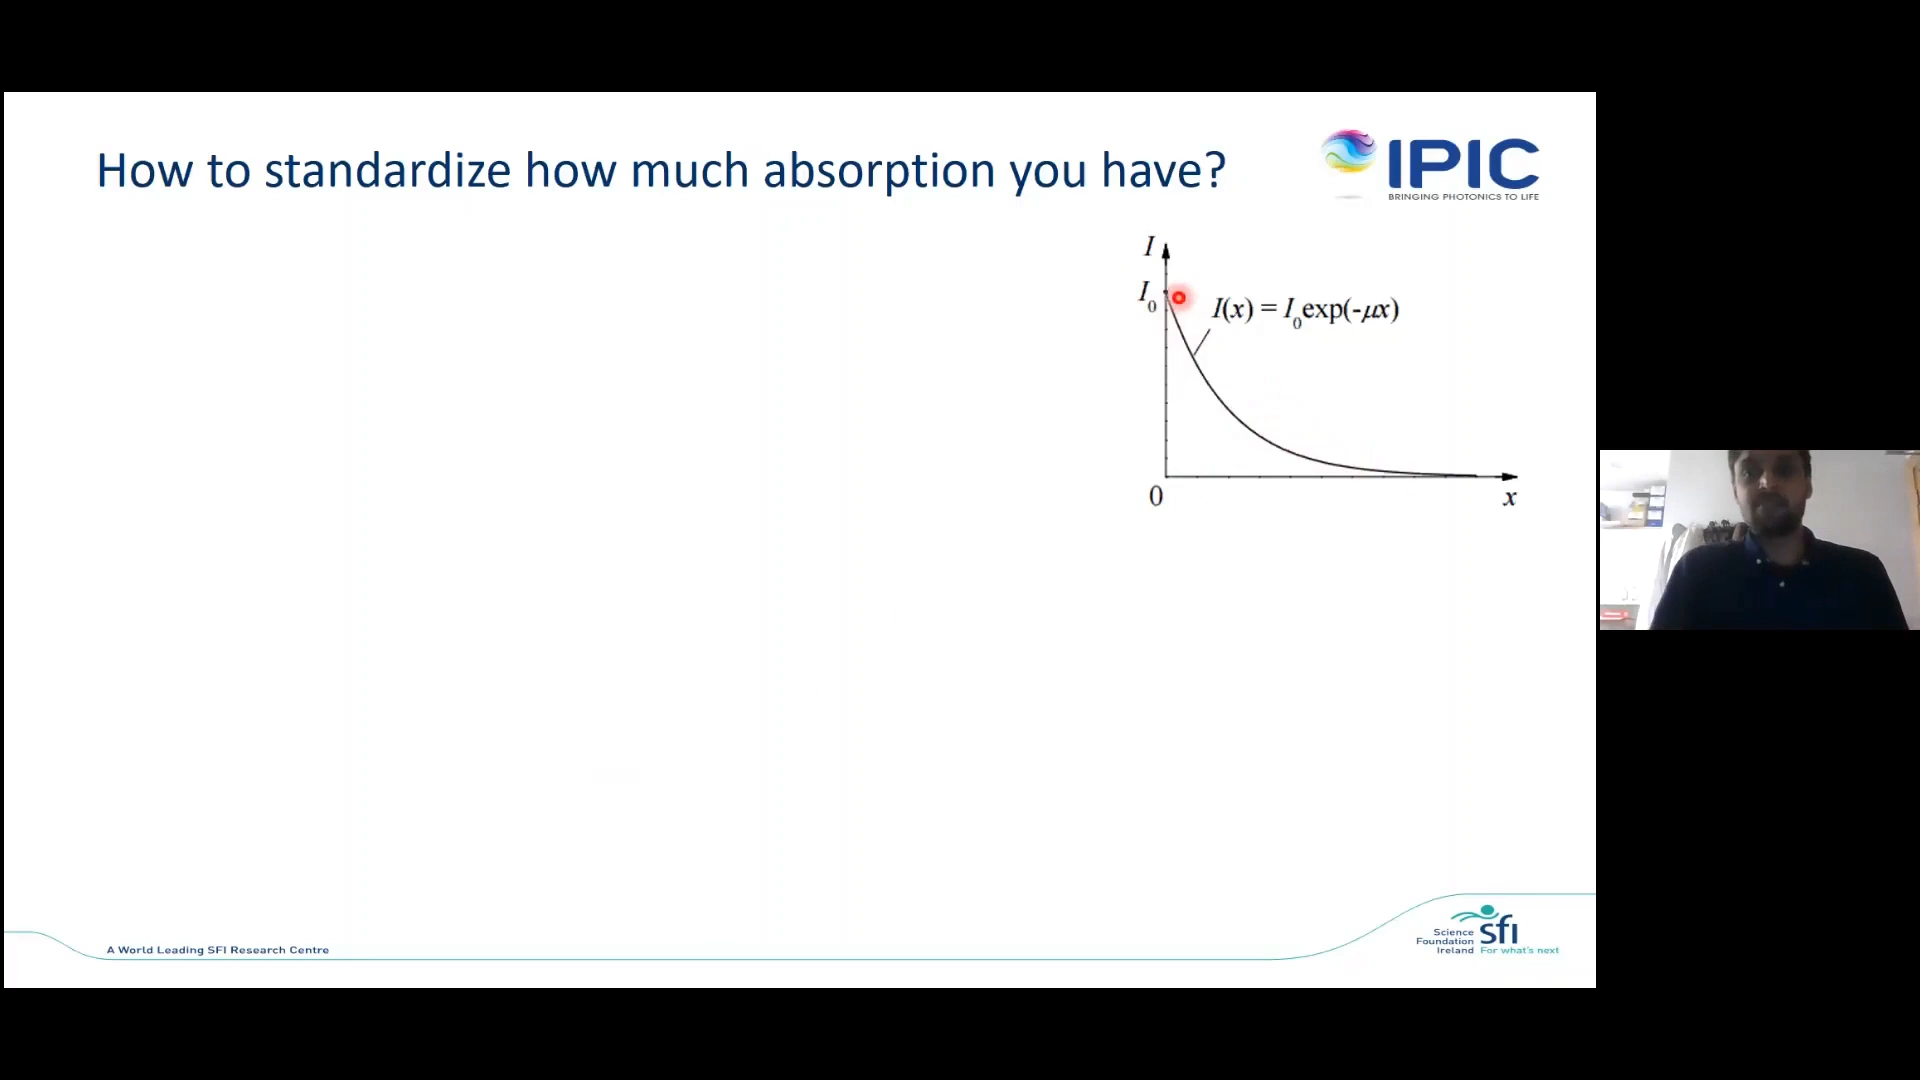 How to standardize how much absorption you have?
IPIC
BRINGING PHOTONICS TO LIFE
I
I₀
I(x) = I₀exp(-μx)
0
x
A World Leading SFI Research Centre
Science
Foundation
Ireland
sfi
For what's next